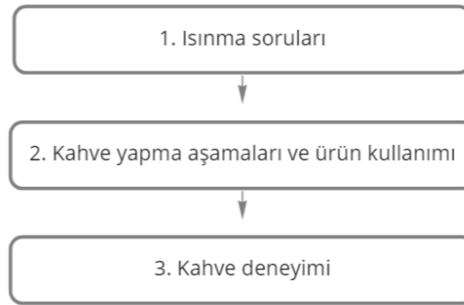 1. Isınma soruları
2. Kahve yapma aşamaları ve ürün kullanımı
3. Kahve deneyimi